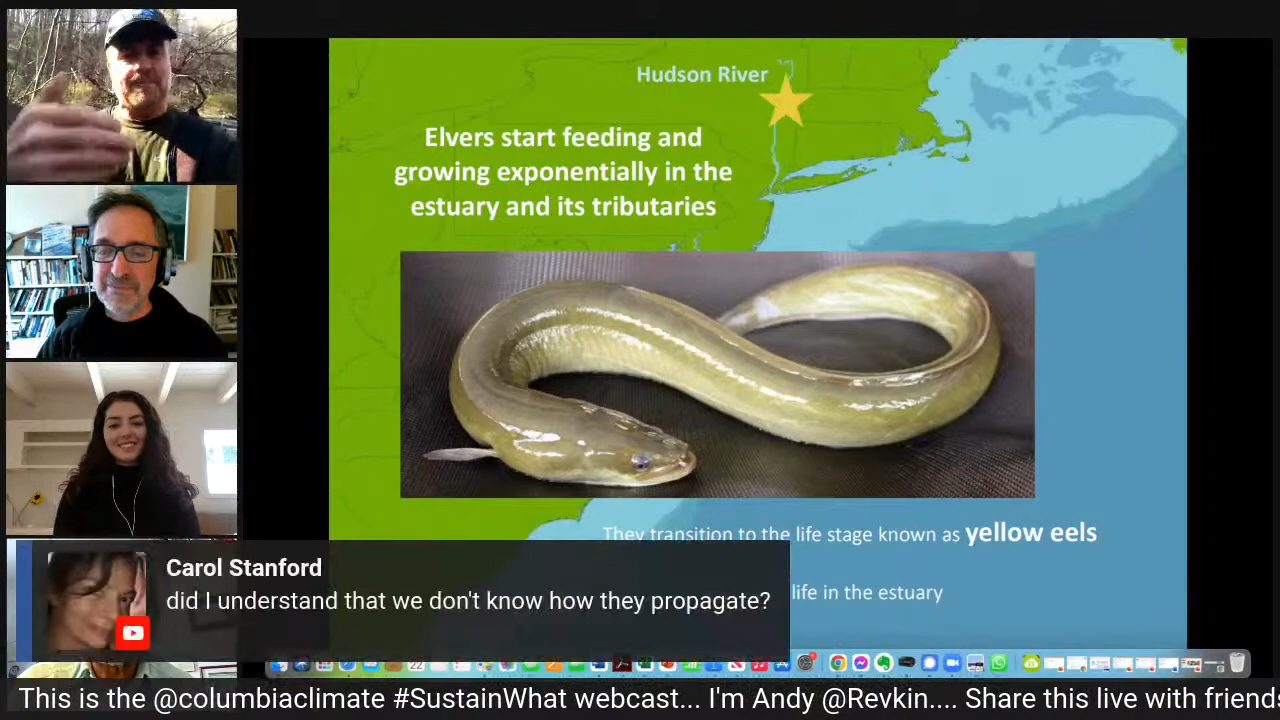 Hudson River
Elvers start feeding and
growing exponentially in the
estuary and its tributaries
They transition to the life stage known as yellow eels
life in the estuary
Carol Stanford
did I understand that we don't know how they propagate?
This is the @columbiaclimate #SustainWhat webcast... I'm Andy @Revkin.... Share this live with friends